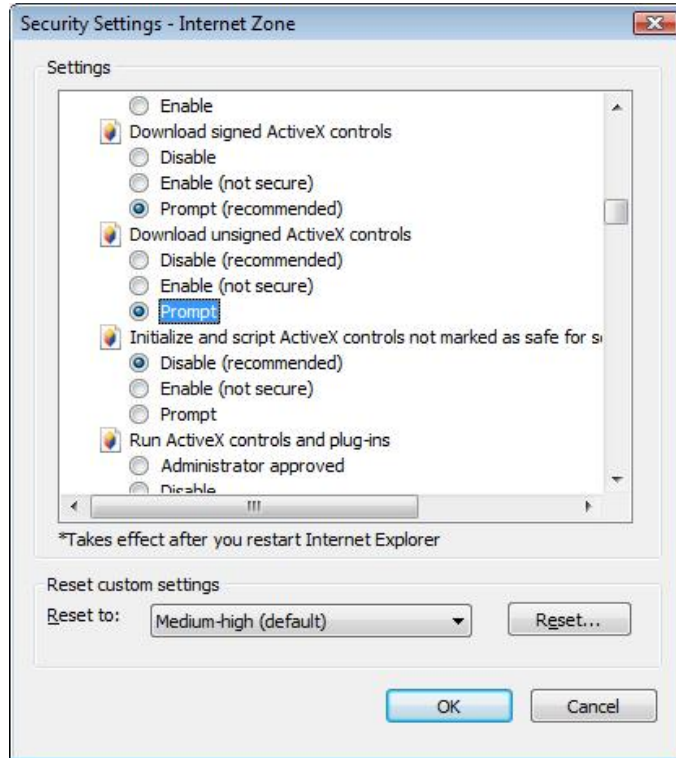 Security Settings - Internet Zone
Settings
Enable
Download signed ActiveX controls
Disable
Enable (not secure)
Prompt (recommended)
Download unsigned ActiveX controls
Disable (recommended)
Enable (not secure)
Prompt
Initialize and script ActiveX controls not marked as safe for s
Disable (recommended)
Enable (not secure)
Prompt
Run ActiveX controls and plug-ins
Administrator approved
Disable
*Takes effect after you restart Internet Explorer
Reset custom settings
Reset to: Medium-high (default) Reset...
OK Cancel